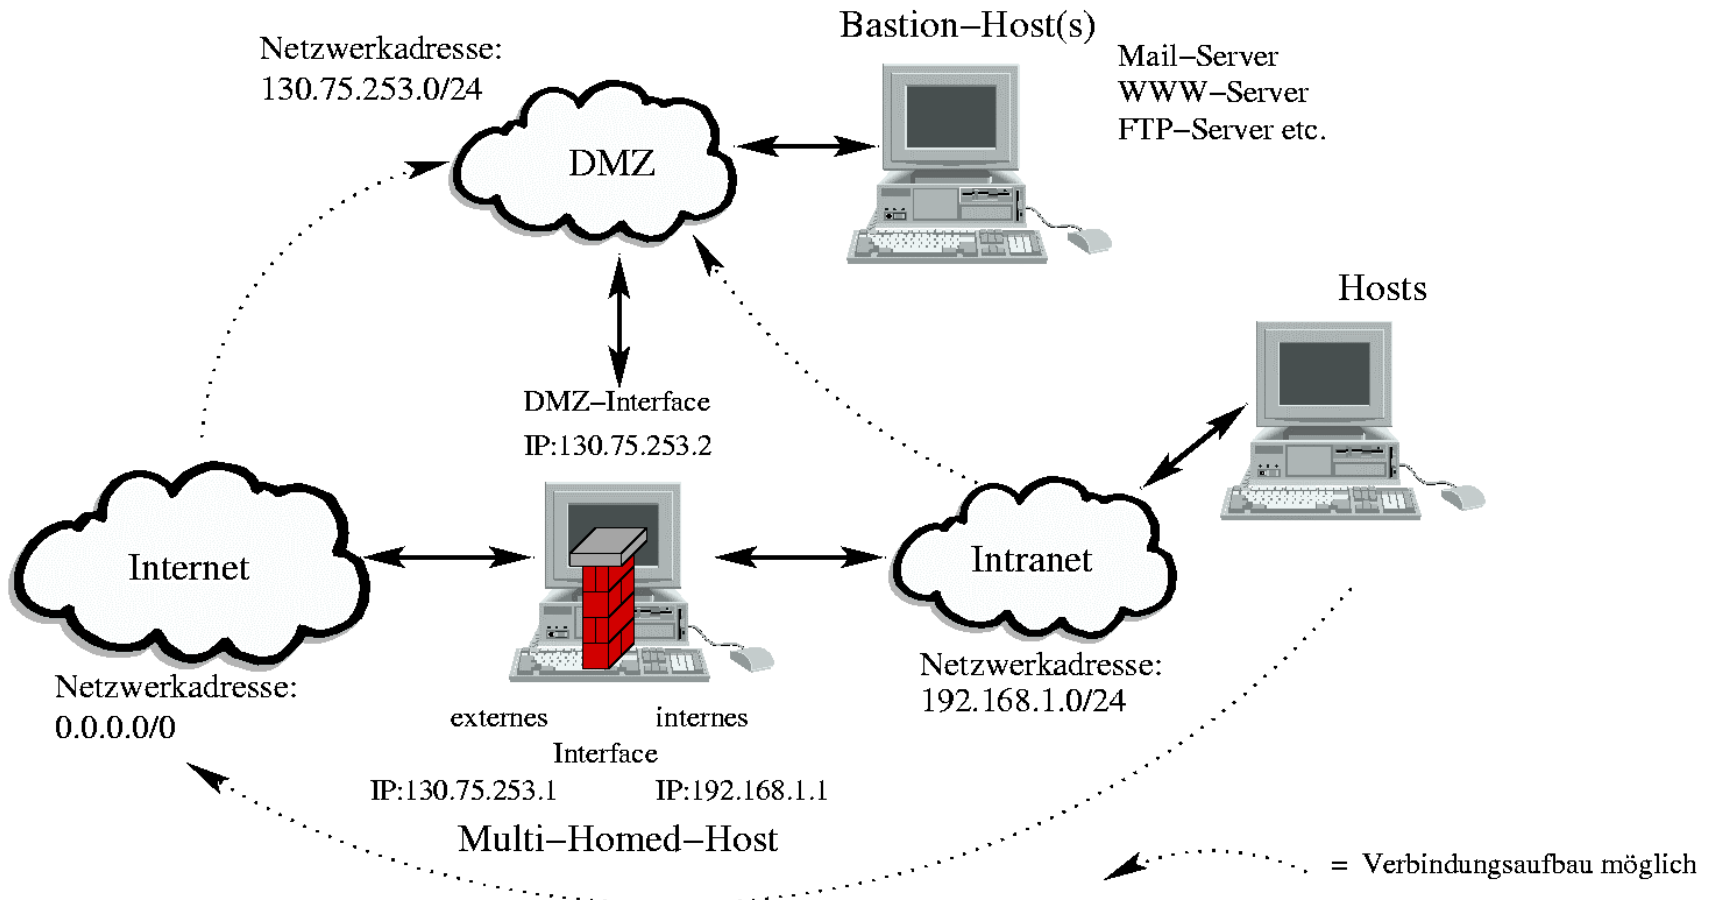 Netzwerkadresse:
130.75.253.0/24
Bastion–Host(s)
Mail–Server
WWW–Server
FTP–Server etc.
DMZ
Hosts
DMZ–Interface
IP:130.75.253.2
Internet
Intranet
Netzwerkadresse:
0.0.0.0/0
Netzwerkadresse:
192.168.1.0/24
externes internes
Interface
IP:130.75.253.1 IP:192.168.1.1
Multi–Homed–Host
= Verbindungsaufbau möglich